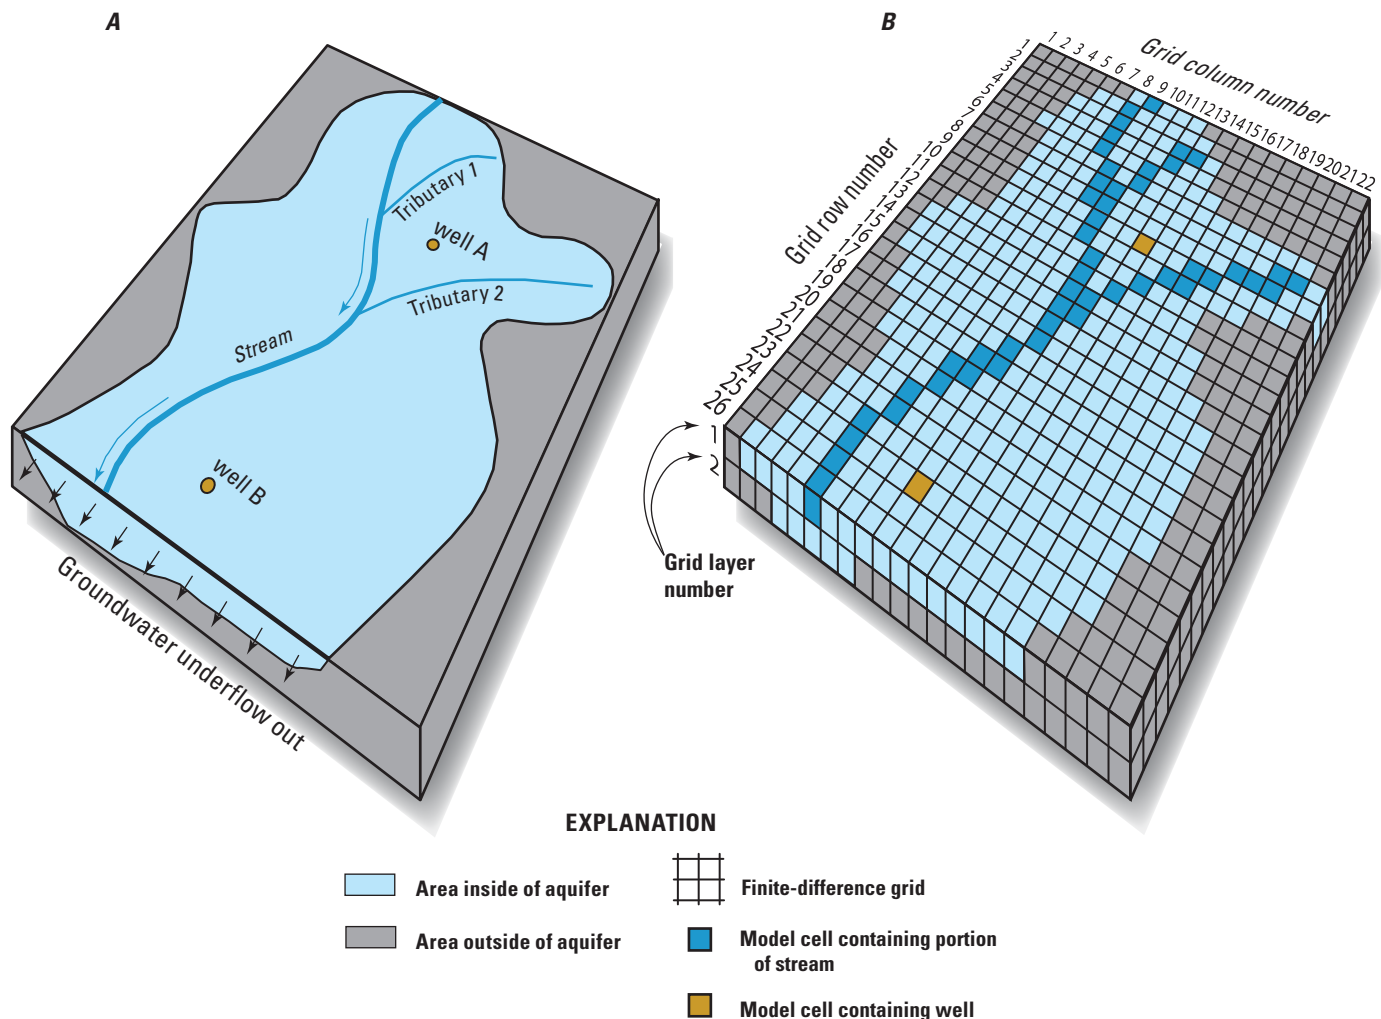 A
Tributary 1
well A
Tributary 2
Stream
well B
Groundwater underflow out
B
Grid column number
1 2 3 4 5 6 7 8 9 10 11 12 13 14 15 16 17 18 19 20 21 22
Grid row number
1
2
3
4
5
6
7
8
9
10
11
12
13
14
15
16
17
18
19
20
21
22
23
24
25
26
1
2
Grid layer
number
EXPLANATION
Area inside of aquifer
Area outside of aquifer
Finite-difference grid
Model cell containing portion
of stream
Model cell containing well